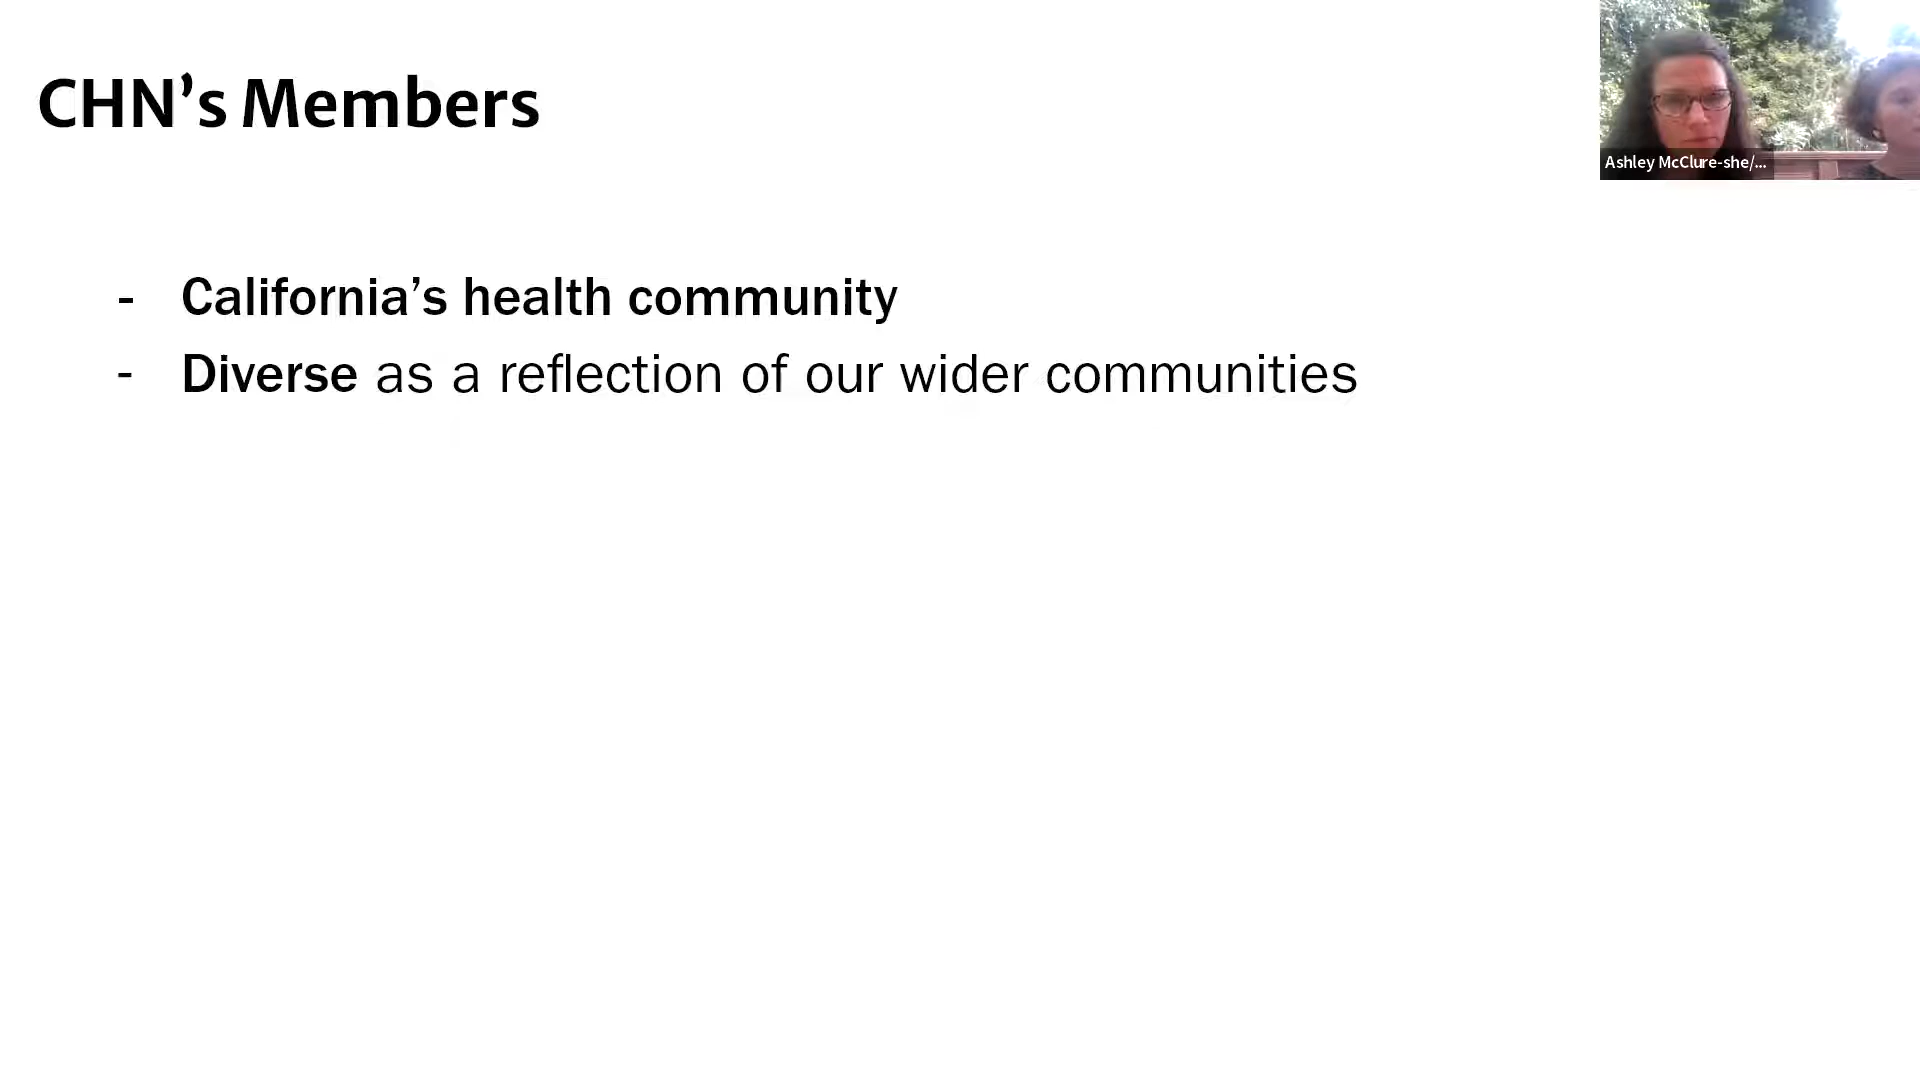 CHN’s Members
Ashley McClure-she/...
- California’s health community
- Diverse as a reflection of our wider communities